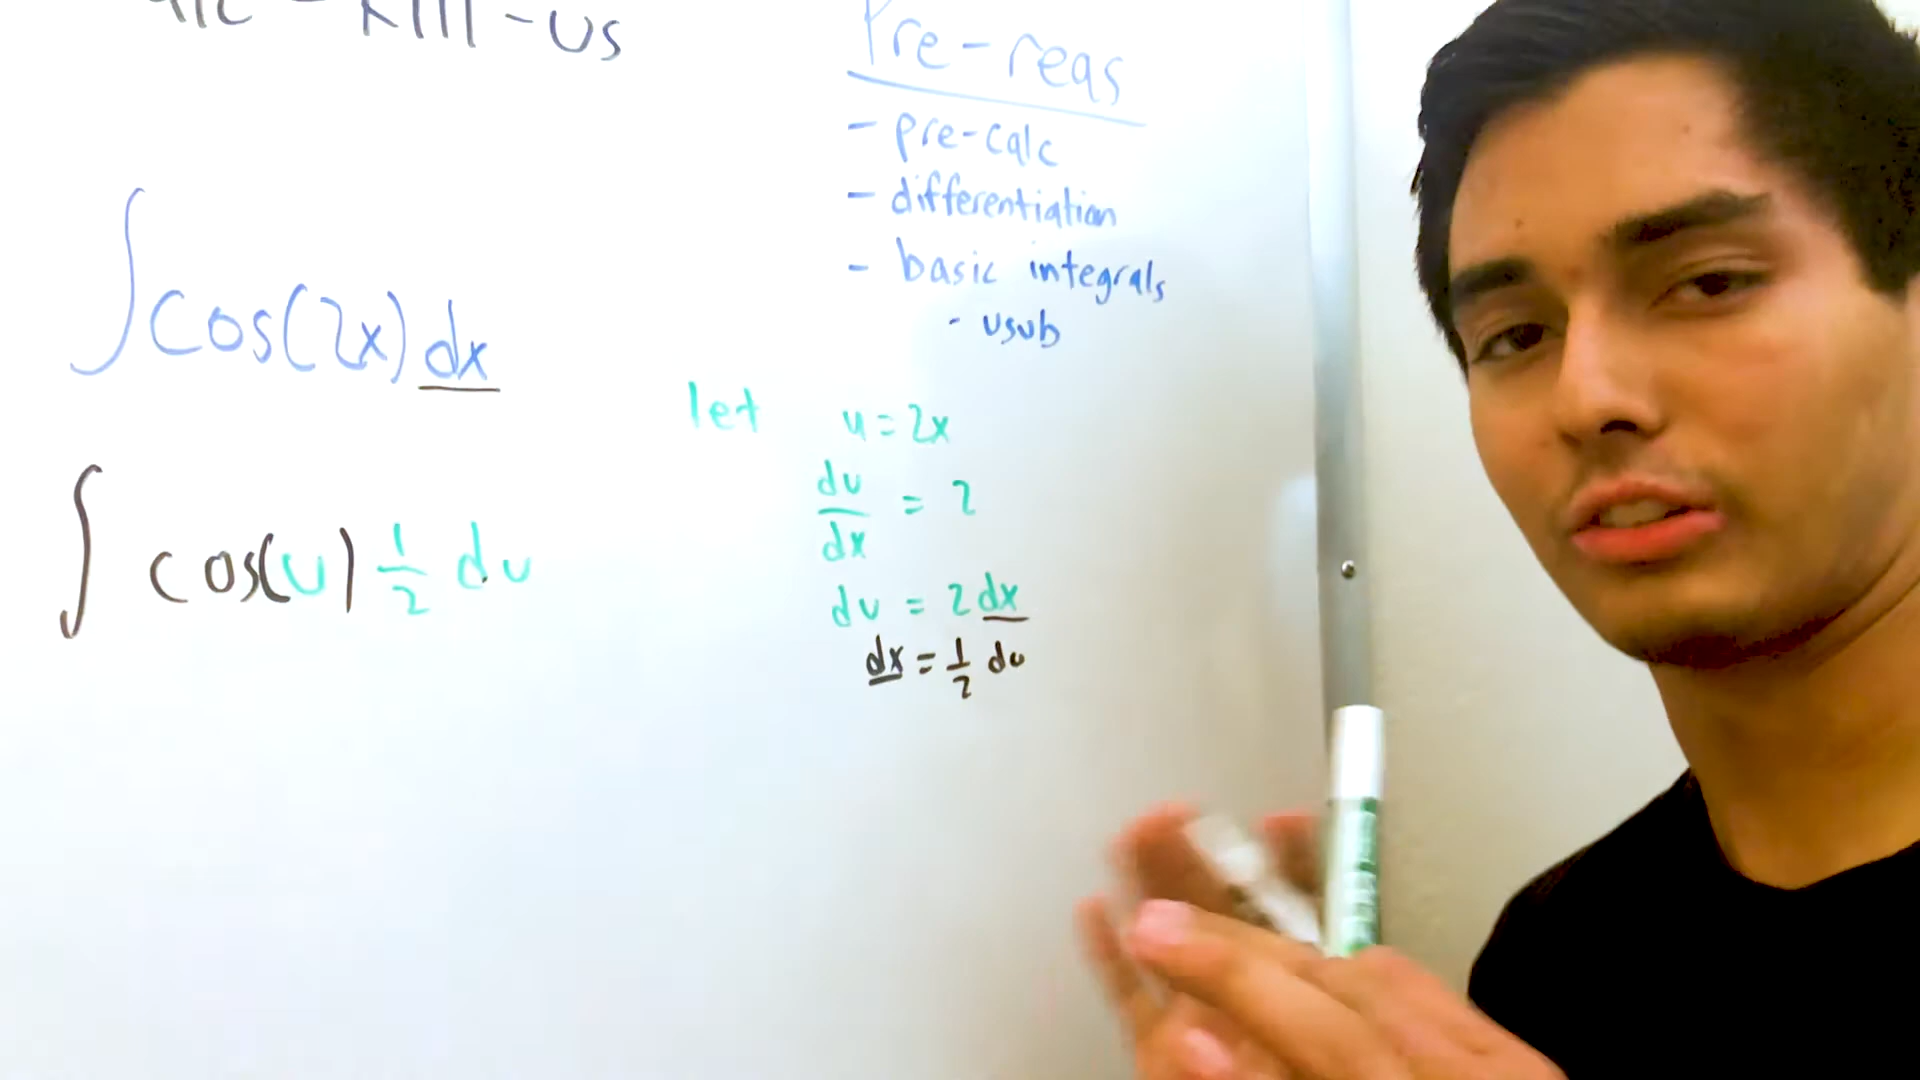 - KIll - US
Pre-reqs
- pre-calc
- differentiation
- basic integrals
- usub
∫cos(2x) dx
let u = 2x
du/dx = 2
∫ cos(u) 1/2 du
du = 2 dx
dx = 1/2 du